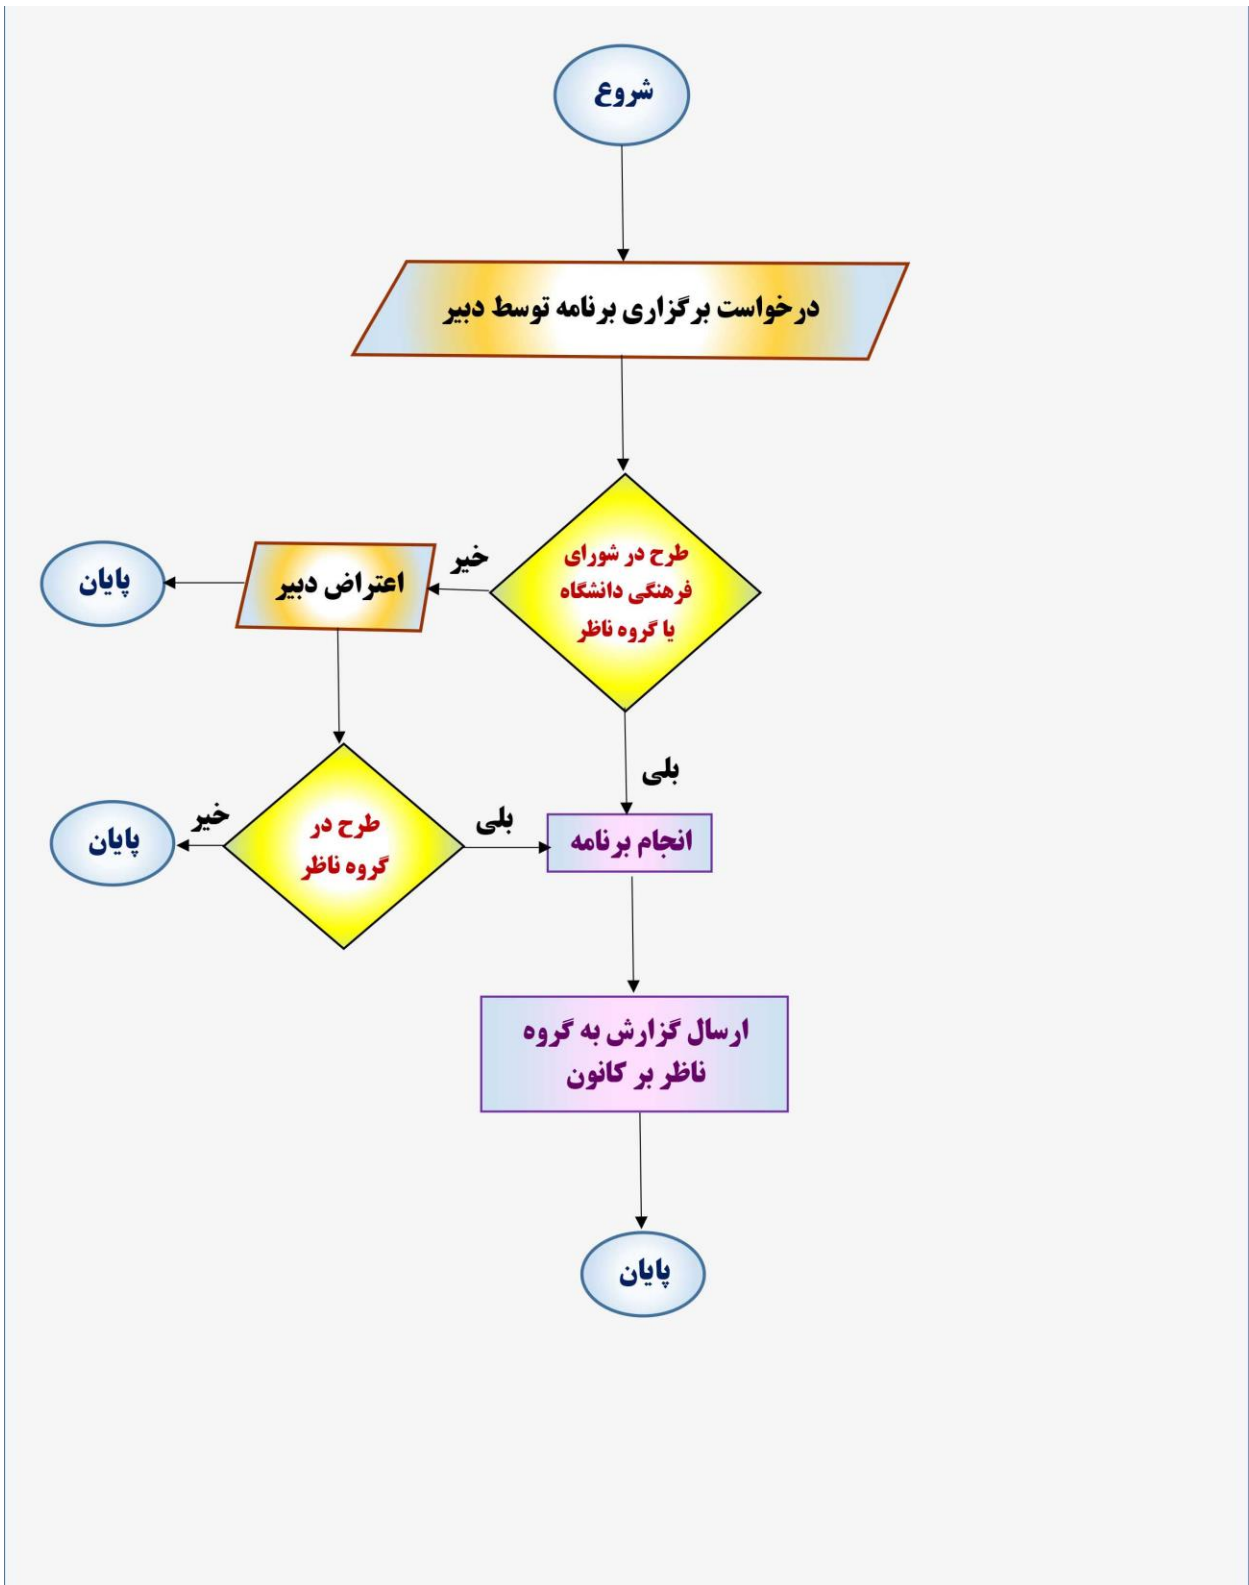 شروع
درخواست برگزاری برنامه توسط دبیر
طرح در شورای
فرهنگی دانشگاه
یا گروه ناظر
خیر
اعتراض دبیر
پایان
بلی
طرح در
گروه ناظر
خیر
پایان
بلی
انجام برنامه
ارسال گزارش به گروه
ناظر بر کانون
پایان